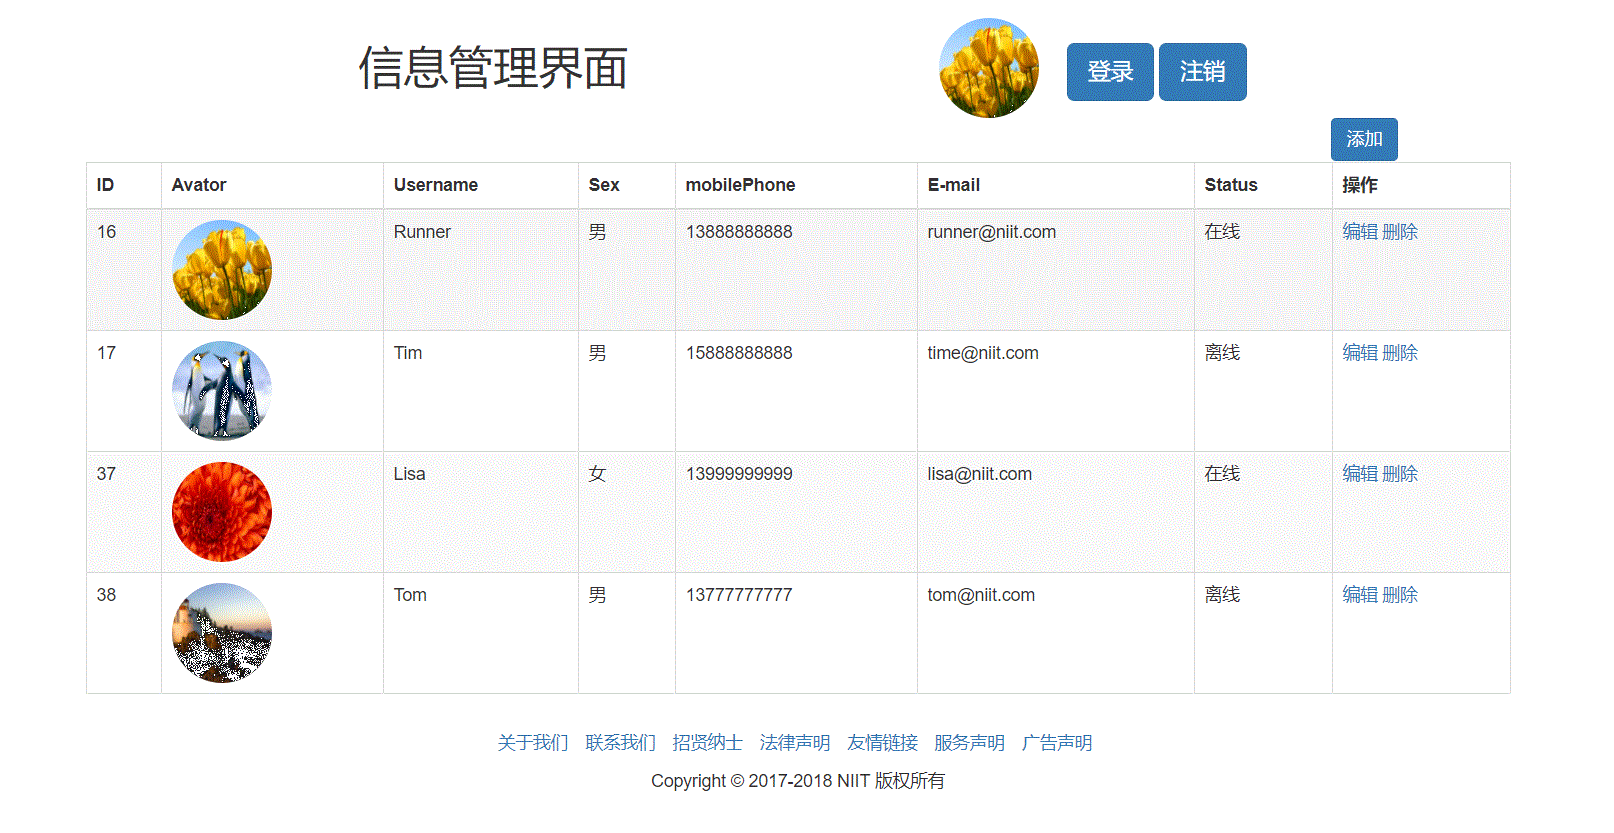 信息管理界面 登录 注销
添加
ID Avator Username Sex mobilePhone E-mail Status 操作
16 Runner 男 13888888888 runner@niit.com 在线 编辑 删除
17 Tim 男 15888888888 time@niit.com 离线 编辑 删除
37 Lisa 女 13999999999 lisa@niit.com 在线 编辑 删除
38 Tom 男 13777777777 tom@niit.com 离线 编辑 删除
关于我们 联系我们 招贤纳士 法律声明 友情链接 服务声明 广告声明
Copyright © 2017-2018 NIIT 版权所有